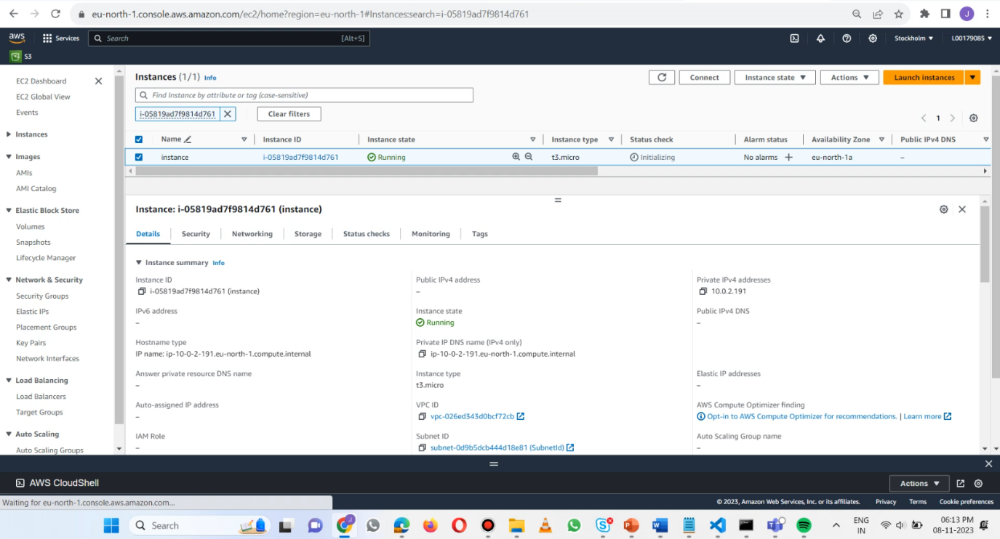 eu-north-1.console.aws.amazon.com/ec2/home?region=eu-north-1#Instances:search=i-05819ad7f9814d761
J
aws Services Search [Alt+S] Stockholm L00179085
S3
EC2 Dashboard
EC2 Global View
Events
Instances
Images
AMIs
AMI Catalog
Elastic Block Store
Volumes
Snapshots
Lifecycle Manager
Network & Security
Security Groups
Elastic IPs
Placement Groups
Key Pairs
Network Interfaces
Load Balancing
Load Balancers
Target Groups
Auto Scaling
Auto Scaling Groups
Instances (1/1) Info
Connect Instance state Actions Launch instances
Find Instance by attribute or tag (case-sensitive)
i-05819ad7f9814d761 Clear filters
1
Name Instance ID Instance state Instance type Status check Alarm status Availability Zone Public IPv4 DNS
instance i-05819ad7f9814d761 Running t3.micro Initializing No alarms + eu-north-1a –
Instance: i-05819ad7f9814d761 (instance)
Details Security Networking Storage Status checks Monitoring Tags
Instance summary Info
Instance ID
i-05819ad7f9814d761 (instance)
Public IPv4 address
–
Private IPv4 addresses
10.0.2.191
IPv6 address
–
Instance state
Running
Public IPv4 DNS
–
Hostname type
IP name: ip-10-0-2-191.eu-north-1.compute.internal
Private IP DNS name (IPv4 only)
ip-10-0-2-191.eu-north-1.compute.internal
Answer private resource DNS name
–
Instance type
t3.micro
Elastic IP addresses
–
Auto-assigned IP address
–
VPC ID
vpc-026ed343d0bcf72cb
AWS Compute Optimizer finding
Opt-in to AWS Compute Optimizer for recommendations. | Learn more
IAM Role
–
Subnet ID
subnet-0d9b5dcb444d18e81 (SubnetId)
Auto Scaling Group name
–
AWS CloudShell Actions
Waiting for eu-north-1.console.aws.amazon.com...
© 2023, Amazon Web Services, Inc. or its affiliates. Privacy Terms Cookie preferences
Search
ENG
IN
06:13 PM
08-11-2023